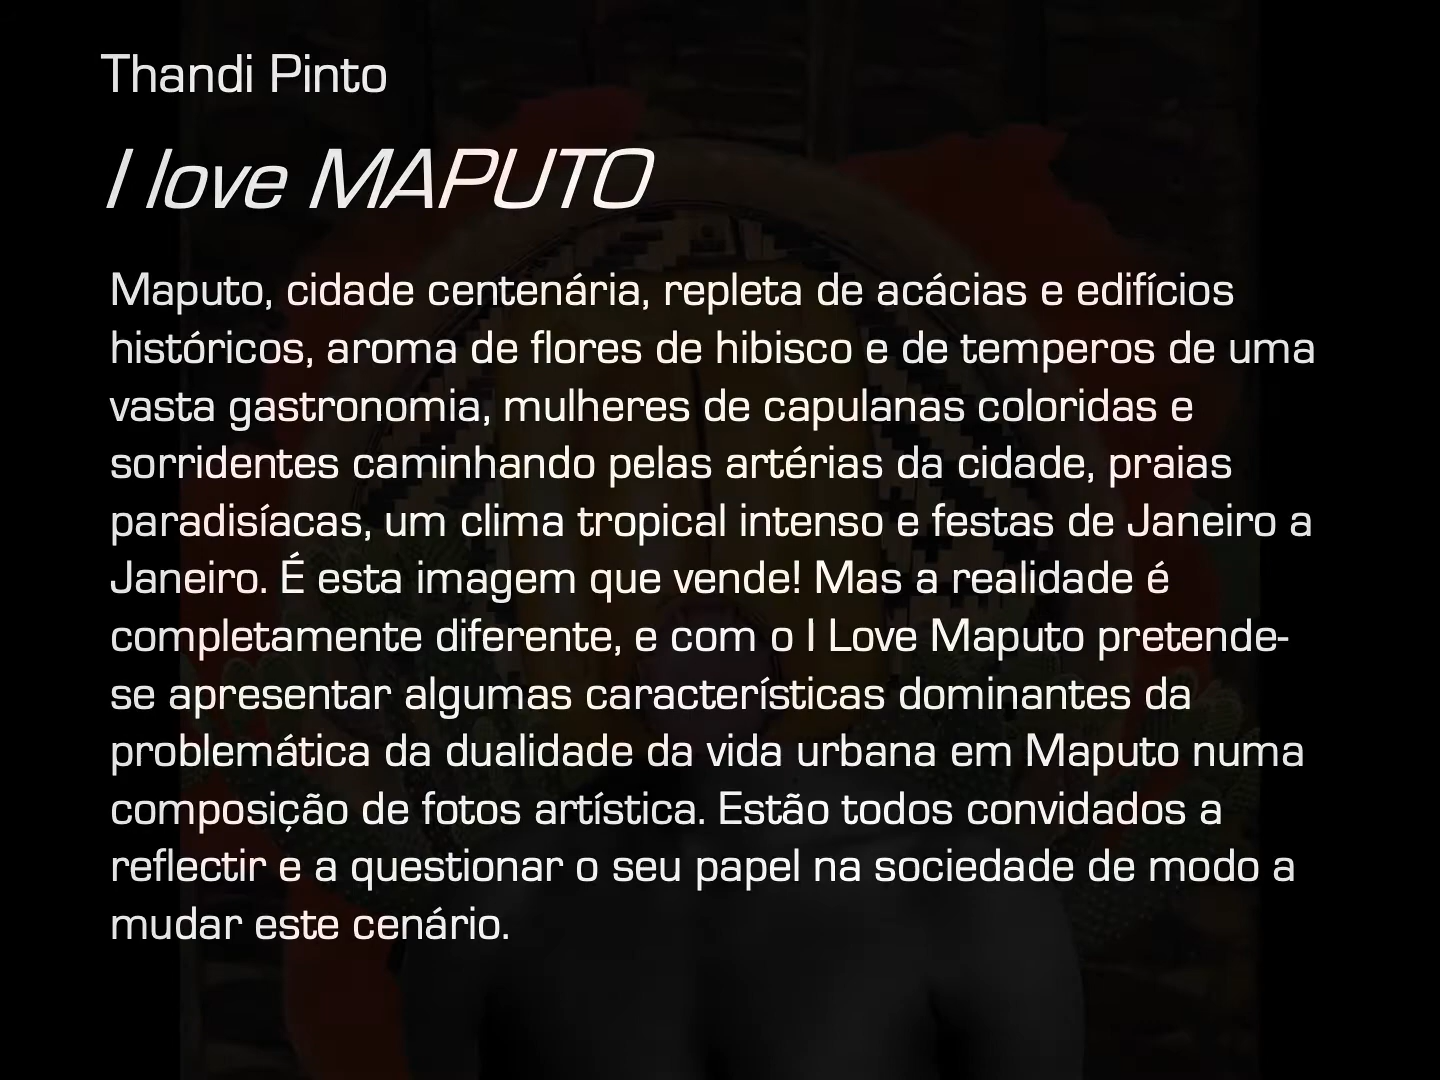 Thandi Pinto
I love MAPUTO
Maputo, cidade centenária, repleta de acácias e edifícios
históricos, aroma de flores de hibisco e de temperos de uma
vasta gastronomia, mulheres de capulanas coloridas e
sorridentes caminhando pelas artérias da cidade, praias
paradisíacas, um clima tropical intenso e festas de Janeiro a
Janeiro. É esta imagem que vende! Mas a realidade é
completamente diferente, e com o I Love Maputo pretende-
se apresentar algumas características dominantes da
problemática da dualidade da vida urbana em Maputo numa
composição de fotos artística. Estão todos convidados a
reflectir e a questionar o seu papel na sociedade de modo a
mudar este cenário.